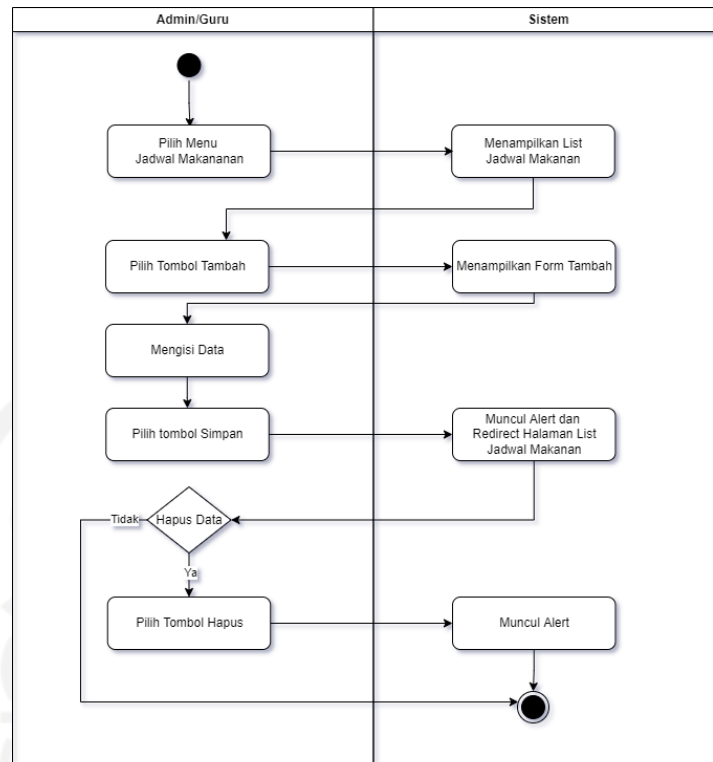 Admin/Guru
Sistem
Pilih Menu
Jadwal Makananan
Menampilkan List
Jadwal Makanan
Pilih Tombol Tambah
Menampilkan Form Tambah
Mengisi Data
Pilih tombol Simpan
Muncul Alert dan
Redirect Halaman List
Jadwal Makanan
Tidak
Hapus Data
Ya
Pilih Tombol Hapus
Muncul Alert